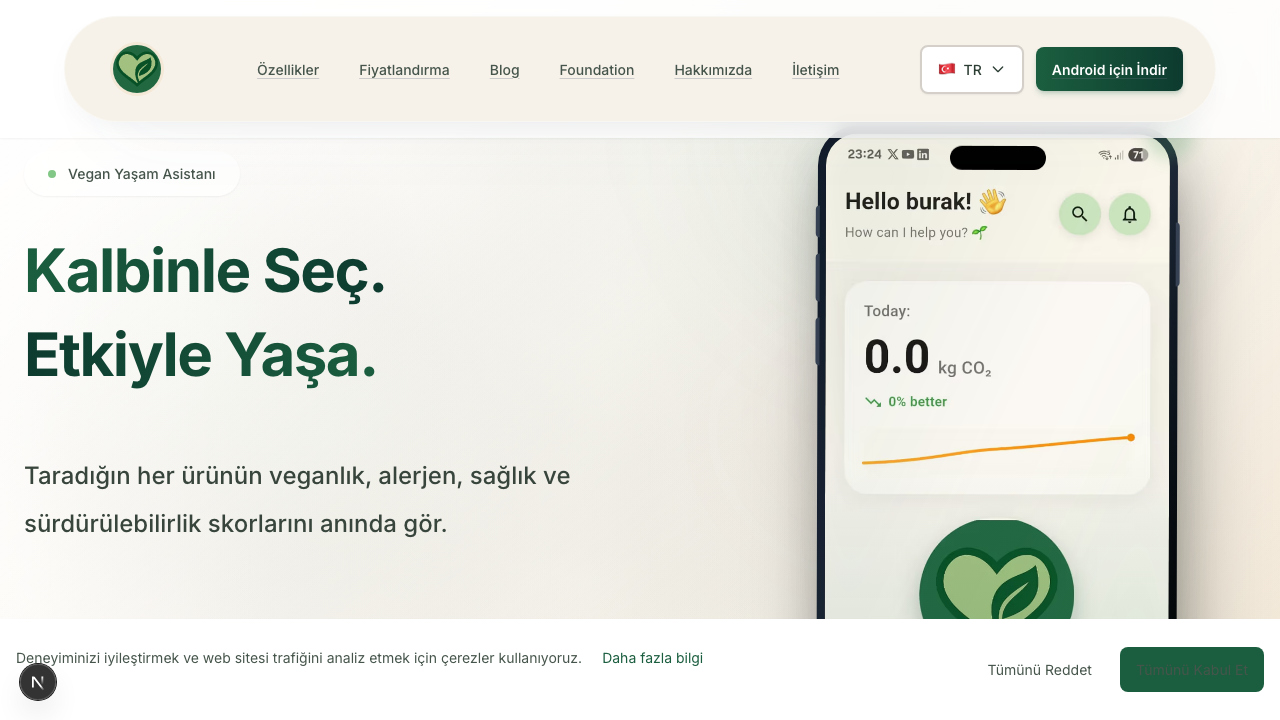 Özellikler
Fiyatlandırma
Blog
Foundation
Hakkımızda
İletişim
TR
Android için İndir
Vegan Yaşam Asistanı
Kalbinle Seç.
Etkiyle Yaşa.
Taradığın her ürünün veganlık, alerjen, sağlık ve
sürdürülebilirlik skorlarını anında gör.
23:24
71
Hello burak! 👋
How can I help you? 🌱
Today:
0.0 kg CO₂
0% better
Deneyiminizi iyileştirmek ve web sitesi trafiğini analiz etmek için çerezler kullanıyoruz. Daha fazla bilgi
Tümünü Reddet
Tümünü Kabul Et
N